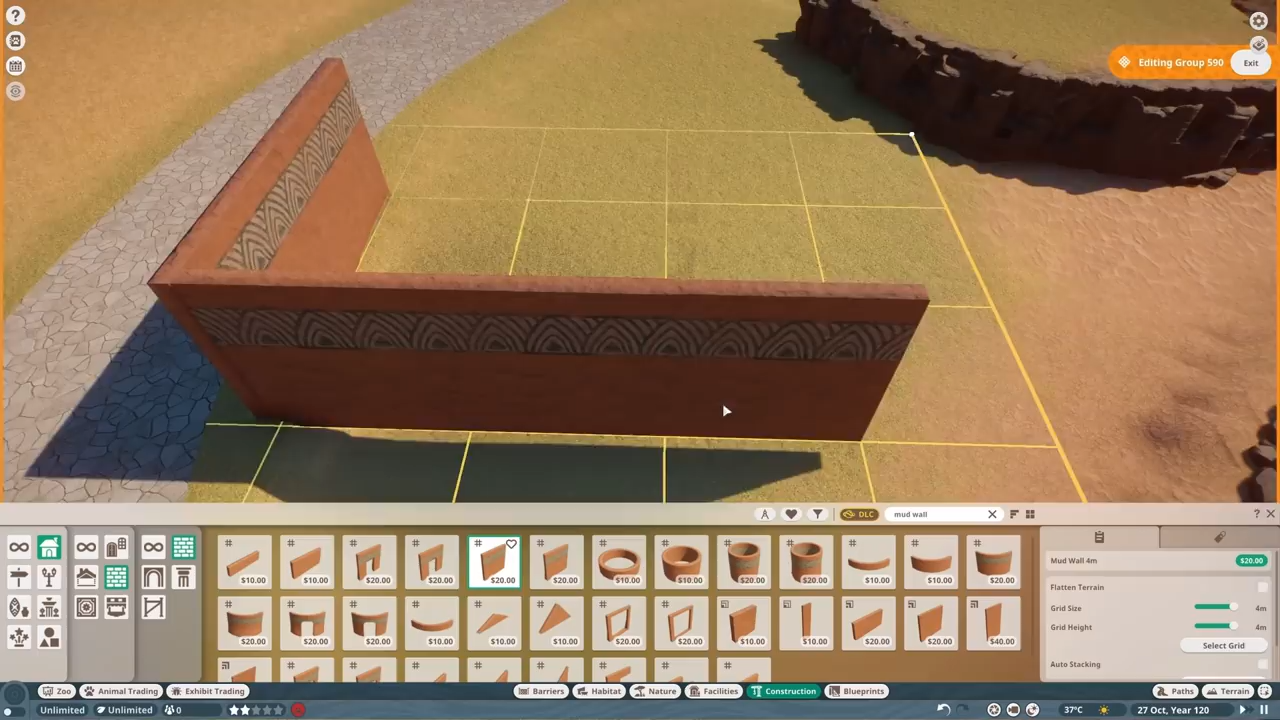 ?
Editing Group 590
Exit
DLC
mud wall
?
$10.00
$10.00
$20.00
$20.00
$20.00
$20.00
$10.00
$10.00
$20.00
$20.00
$10.00
$10.00
$20.00
$20.00
$20.00
$20.00
$10.00
$10.00
$10.00
$20.00
$20.00
$10.00
$10.00
$20.00
$20.00
$40.00
Mud Wall 4m
$20.00
Flatten Terrain
Grid Size
4m
Grid Height
4m
Select Grid
Auto Stacking
Zoo
Animal Trading
Exhibit Trading
Barriers
Habitat
Nature
Facilities
Construction
Blueprints
Paths
Terrain
Unlimited
Unlimited
0
37°C
27 Oct, Year 120